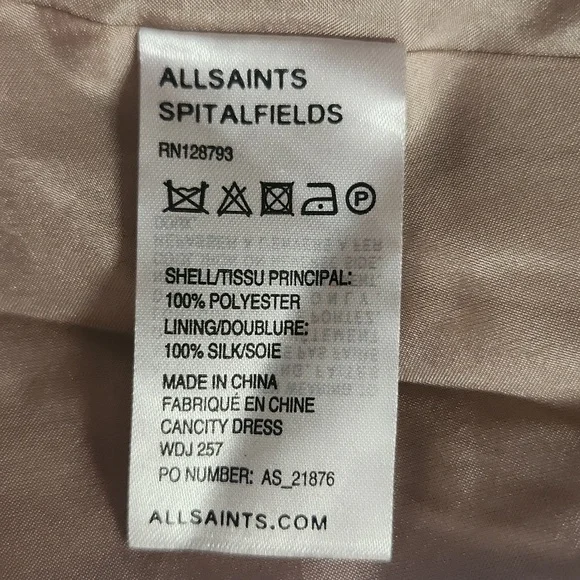 ALLSAINTS
SPITALFIELDS
RN128793
P
SHELL/TISSU PRINCIPAL:
100% POLYESTER
LINING/DOUBLURE:
100% SILK/SOIE
MADE IN CHINA
FABRIQUÉ EN CHINE
CANCITY DRESS
WDJ 257
PO NUMBER: AS_21876
ALLSAINTS.COM